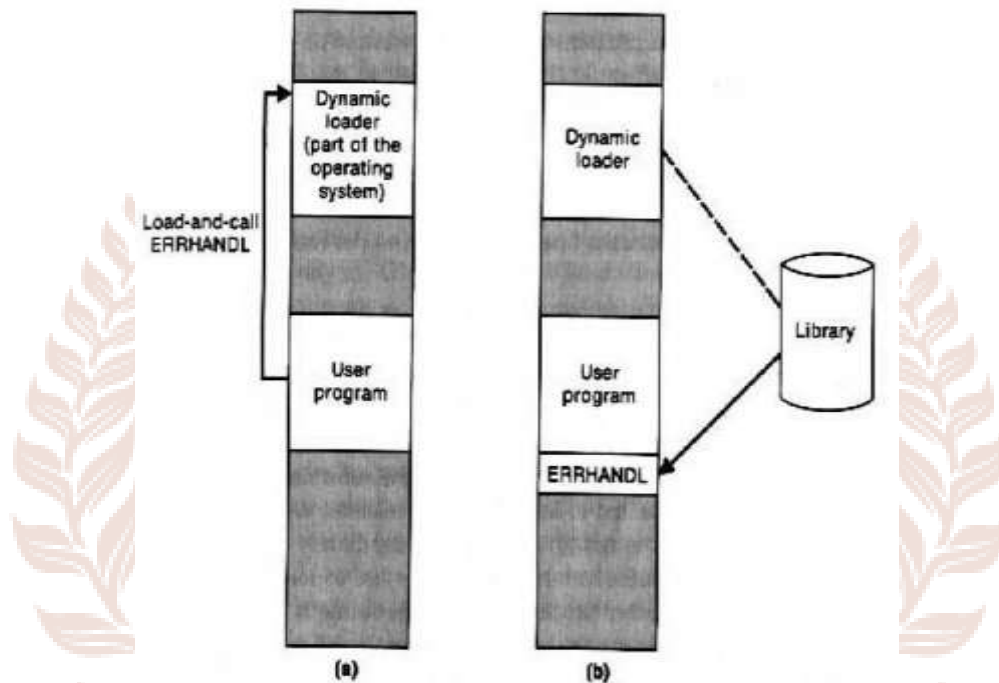 Dynamic
loader
(part of the
operating
system)
Load-and-call
ERRHANDL
User
program
(a)
Dynamic
loader
User
program
ERRHANDL
Library
(b)